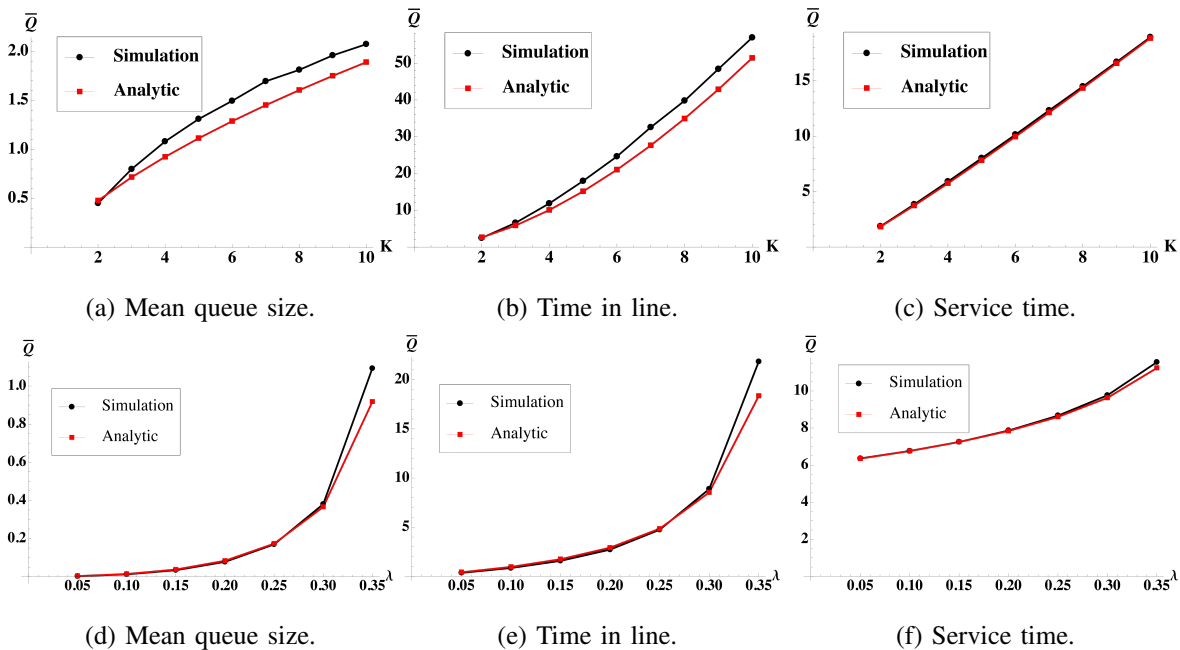 Q
2.0
1.5
1.0
0.5
Simulation
Analytic
2 4 6 8 10
K
(a) Mean queue size.
Q
50
40
30
20
10
Simulation
Analytic
2 4 6 8 10
K
(b) Time in line.
Q
15
10
5
Simulation
Analytic
2 4 6 8 10
K
(c) Service time.
Q
1.0
0.8
0.6
0.4
0.2
Simulation
Analytic
0.05 0.10 0.15 0.20 0.25 0.30 0.35
λ
(d) Mean queue size.
Q
20
15
10
5
Simulation
Analytic
0.05 0.10 0.15 0.20 0.25 0.30 0.35
λ
(e) Time in line.
Q
10
8
6
4
2
Simulation
Analytic
0.05 0.10 0.15 0.20 0.25 0.30 0.35
λ
(f) Service time.